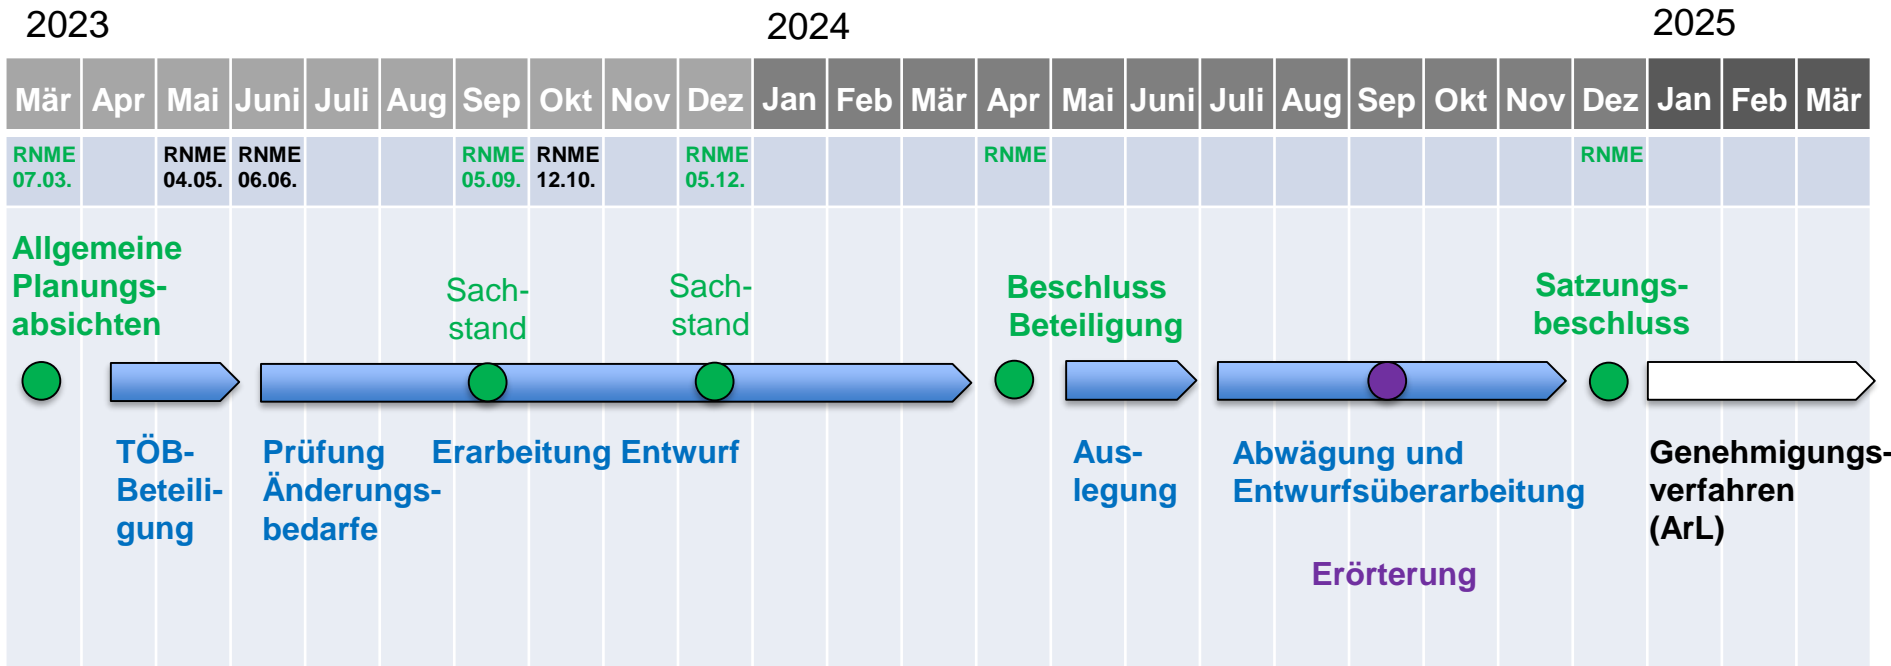 2023 2024 2025
Mär Apr Mai Juni Juli Aug Sep Okt Nov Dez Jan Feb Mär Apr Mai Juni Juli Aug Sep Okt Nov Dez Jan Feb Mär
RNME RNME RNME RNME RNME RNME RNME RNME
07.03. 04.05. 06.06. 05.09. 12.10. 05.12.
Allgemeine
Planungs-
absichten
Sach-
stand
Sach-
stand
Beschluss
Beteiligung
Satzungs-
beschluss
TÖB-
Beteili-
gung
Prüfung
Änderungs-
bedarfe
Erarbeitung Entwurf
Aus-
legung
Abwägung und
Entwurfsüberarbeitung
Erörterung
Genehmigungs-
verfahren
(ArL)